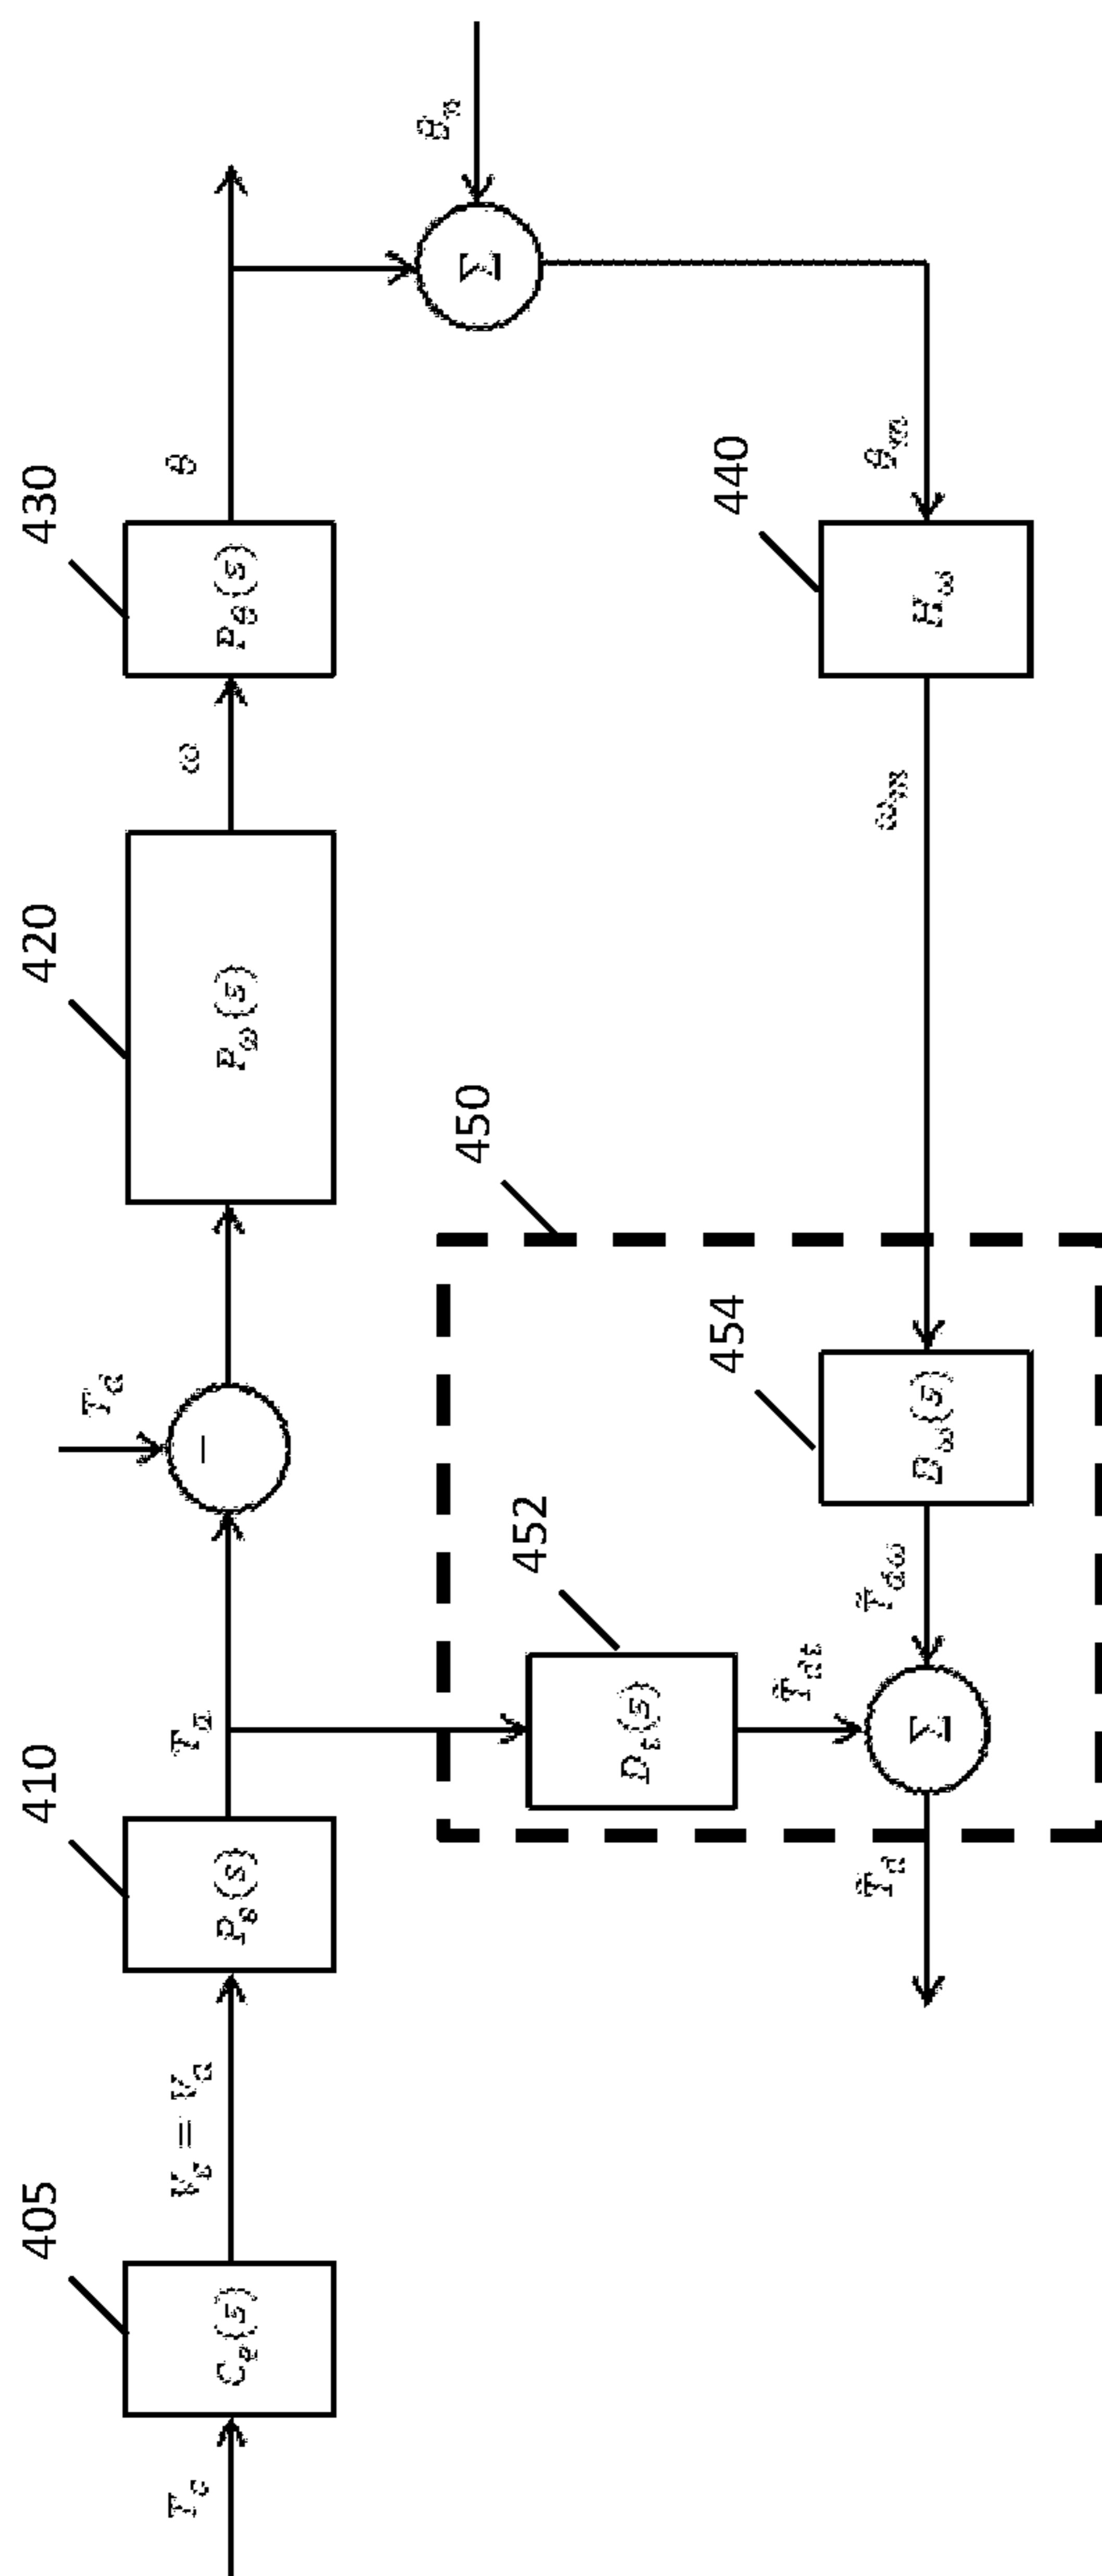 405
410
420
430
T_c
C_e(s)
V_c = V_a
P_e(s)
T_a
T_d
−
P_ω(s)
ω
P_θ(s)
θ
θ_n
Σ
450
452
D_t(s)
T̃_dt
454
D_ω(s)
T̃_dω
Σ
T̃_d
ω_m
440
H_ω
θ_m